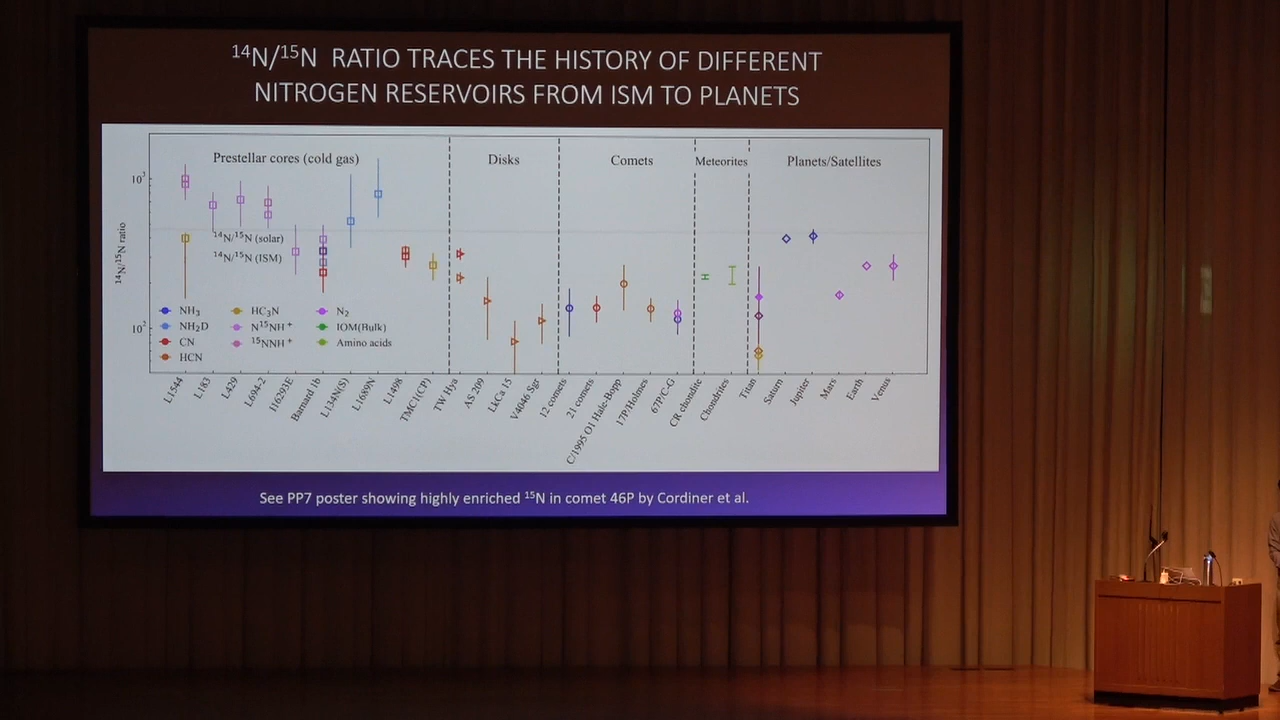 ¹⁴N/¹⁵N RATIO TRACES THE HISTORY OF DIFFERENT
NITROGEN RESERVOIRS FROM ISM TO PLANETS
Prestellar cores (cold gas)
Disks
Comets
Meteorites
Planets/Satellites
10³
10²
¹⁴N/¹⁵N ratio
¹⁴N/¹⁵N (solar)
¹⁴N/¹⁵N (ISM)
NH₃
NH₂D
CN
HCN
HC₃N
N¹⁵NH⁺
¹⁵NNH⁺
N₂
IOM(Bulk)
Amino acids
L1544
L183
L429
L694-2
I16293E
Barnard 1b
L134N(S)
L1689N
L1498
TMC1(CP)
TW Hya
AS 209
LkCa 15
V4046 Sgr
12 comets
21 comets
C/1995 O1 Hale-Bopp
17P/Holmes
67P/C-G
CR chondrite
Chondrites
Titan
Saturn
Jupiter
Mars
Earth
Venus
See PP7 poster showing highly enriched ¹⁵N in comet 46P by Cordiner et al.